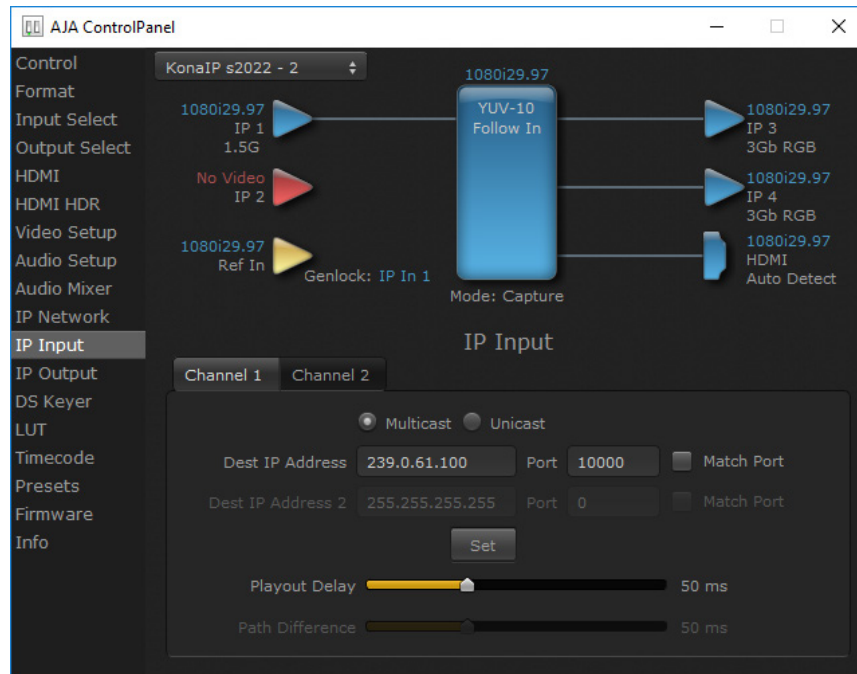 AJA ControlPanel
Control
Format
Input Select
Output Select
HDMI
HDMI HDR
Video Setup
Audio Setup
Audio Mixer
IP Network
IP Input
IP Output
DS Keyer
LUT
Timecode
Presets
Firmware
Info
KonaIP s2022 - 2
1080i29.97
IP 1
1.5G
No Video
IP 2
1080i29.97
Ref In
Genlock: IP In 1
1080i29.97
YUV-10
Follow In
Mode: Capture
1080i29.97
IP 3
3Gb RGB
1080i29.97
IP 4
3Gb RGB
1080i29.97
HDMI
Auto Detect
IP Input
Channel 1 Channel 2
Multicast Unicast
Dest IP Address 239.0.61.100 Port 10000 Match Port
Dest IP Address 2 255.255.255.255 Port 0 Match Port
Set
Playout Delay 50 ms
Path Difference 50 ms